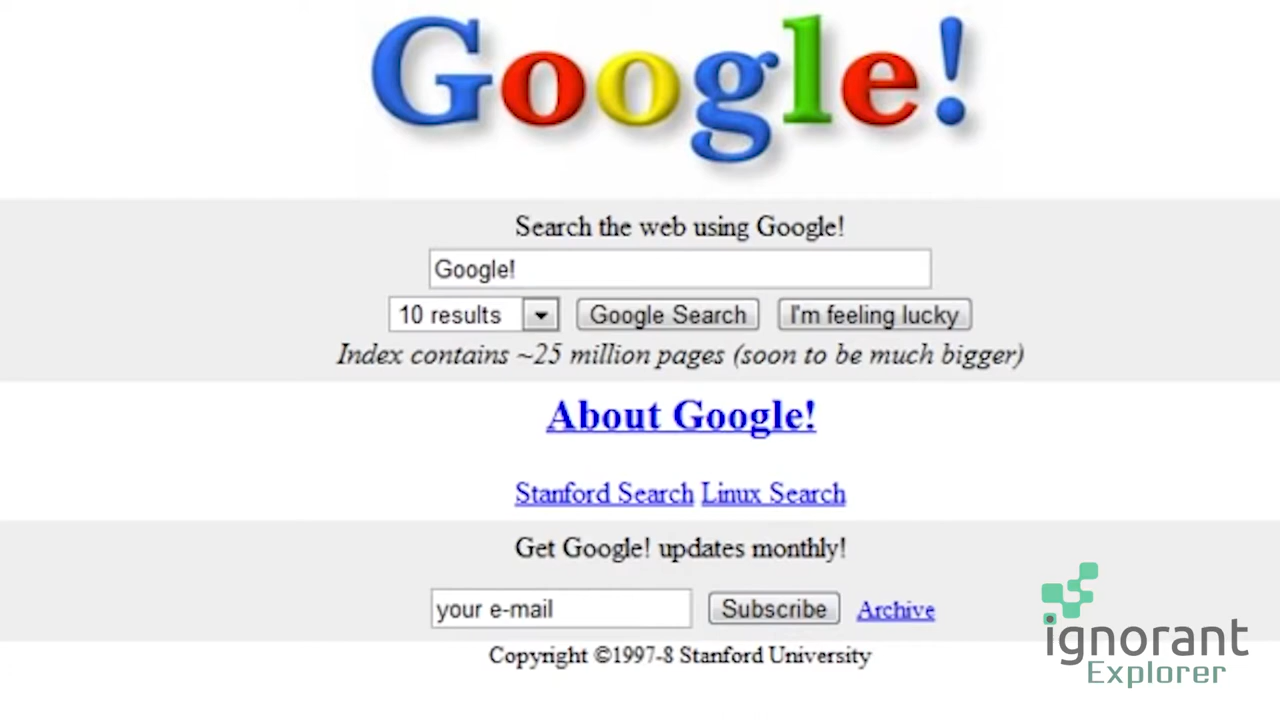 Google!
Search the web using Google!
Google!
10 results Google Search I'm feeling lucky
Index contains ~25 million pages (soon to be much bigger)
About Google!
Stanford Search Linux Search
Get Google! updates monthly!
your e-mail Subscribe Archive
Copyright ©1997-8 Stanford University
ignorant
Explorer